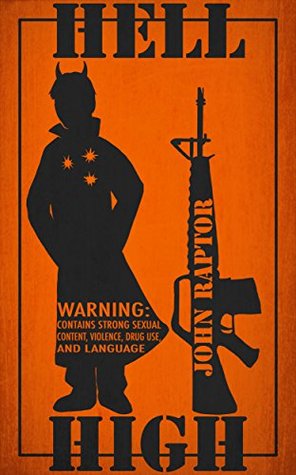 HELL
JOHN RAPTOR
WARNING:
CONTAINS STRONG SEXUAL
CONTENT, VIOLENCE, DRUG USE,
AND LANGUAGE
HIGH